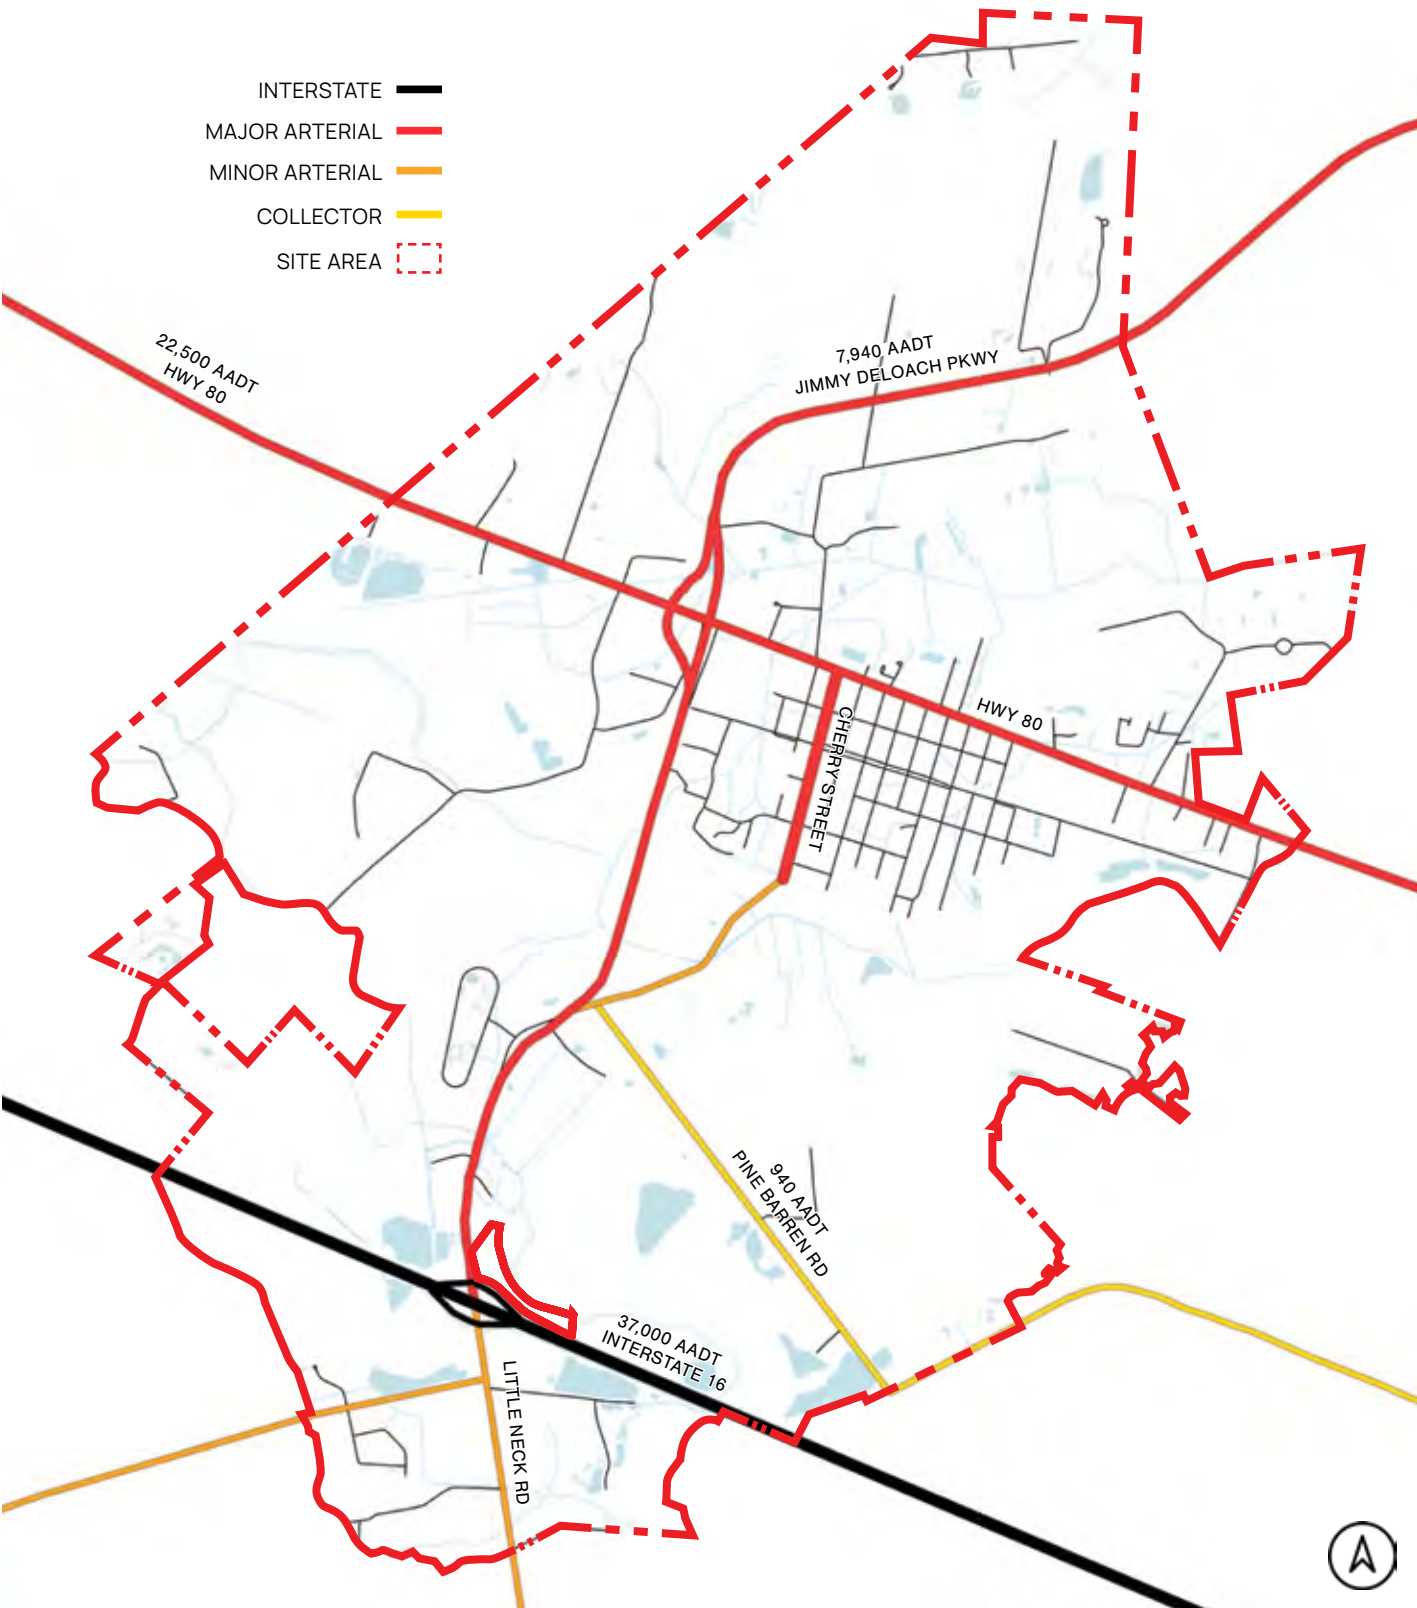 INTERSTATE
MAJOR ARTERIAL
MINOR ARTERIAL
COLLECTOR
SITE AREA
22,500 AADT
HWY 80
7,940 AADT
JIMMY DELOACH PKWY
HWY 80
CHERRY STREET
940 AADT
PINE BARREN RD
37,000 AADT
INTERSTATE 16
LITTLE NECK RD